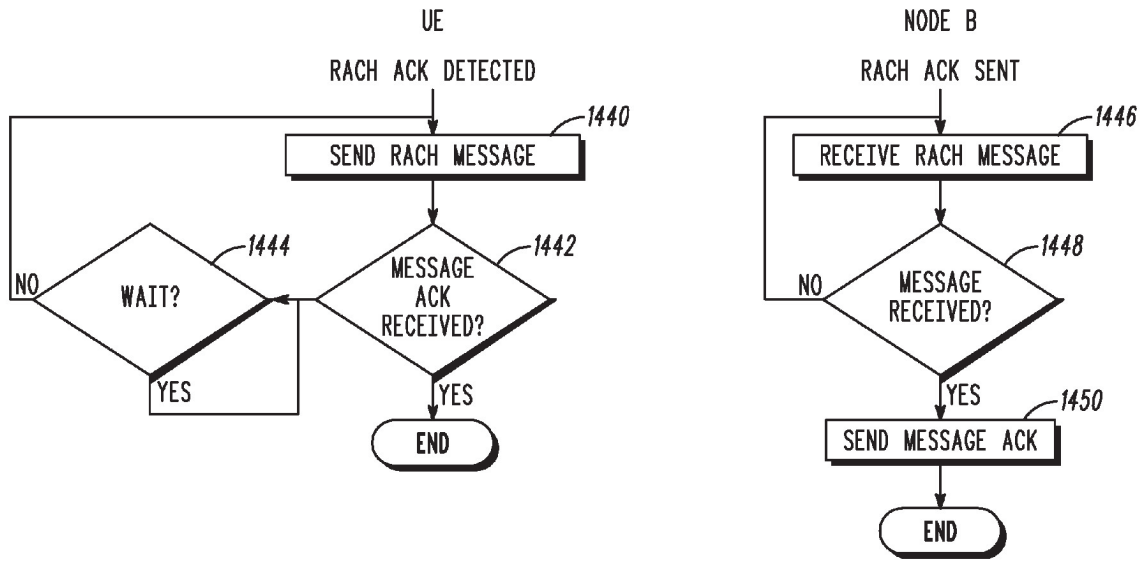 UE
RACH ACK DETECTED
1440
SEND RACH MESSAGE
1444
1442
NO
WAIT?
MESSAGE
ACK
RECEIVED?
YES
YES
END
NODE B
RACH ACK SENT
1446
RECEIVE RACH MESSAGE
1448
NO
MESSAGE
RECEIVED?
YES
1450
SEND MESSAGE ACK
END